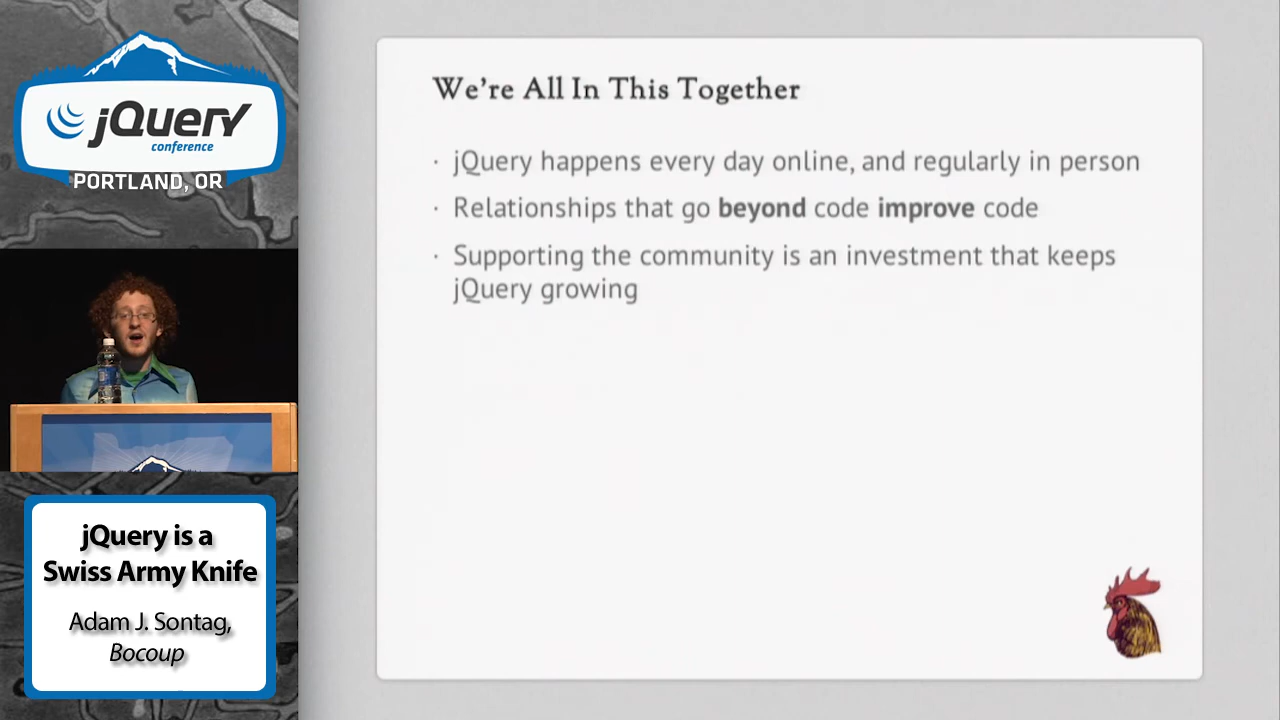 jQuery
conference
PORTLAND, OR
jQuery is a
Swiss Army Knife
Adam J. Sontag,
Bocoup
We're All In This Together
· jQuery happens every day online, and regularly in person
· Relationships that go beyond code improve code
· Supporting the community is an investment that keeps
jQuery growing